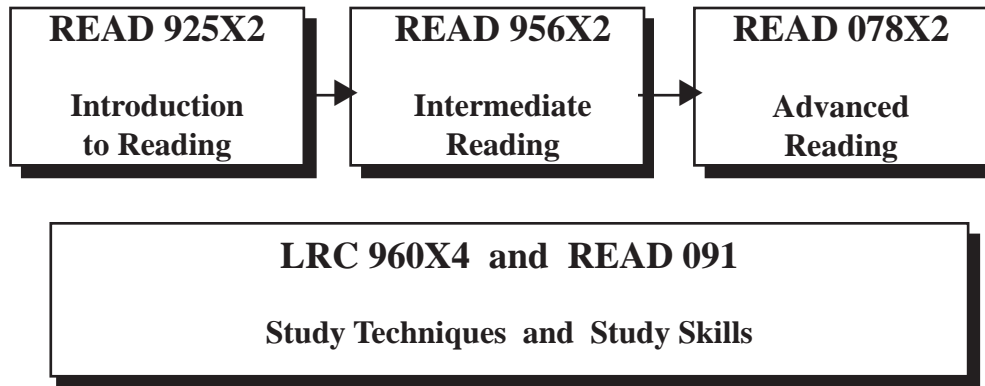 READ 925X2
Introduction
to Reading
READ 956X2
Intermediate
Reading
READ 078X2
Advanced
Reading
LRC 960X4 and READ 091
Study Techniques and Study Skills